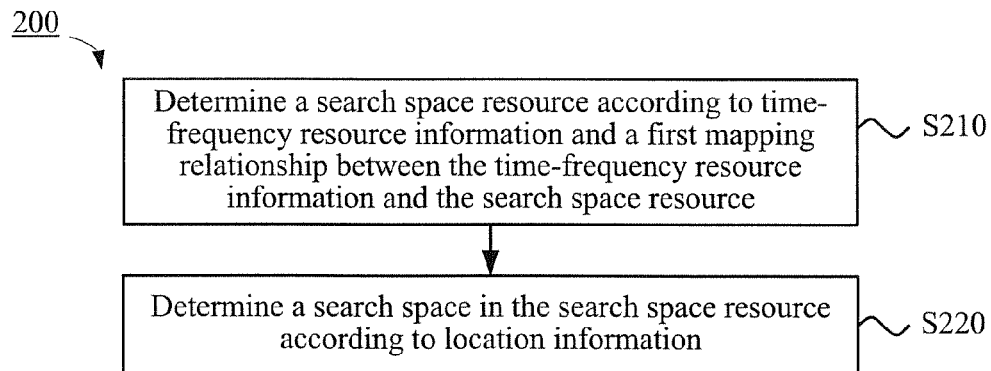 200
Determine a search space resource according to time-
frequency resource information and a first mapping
relationship between the time-frequency resource
information and the search space resource
S210
Determine a search space in the search space resource
according to location information
S220